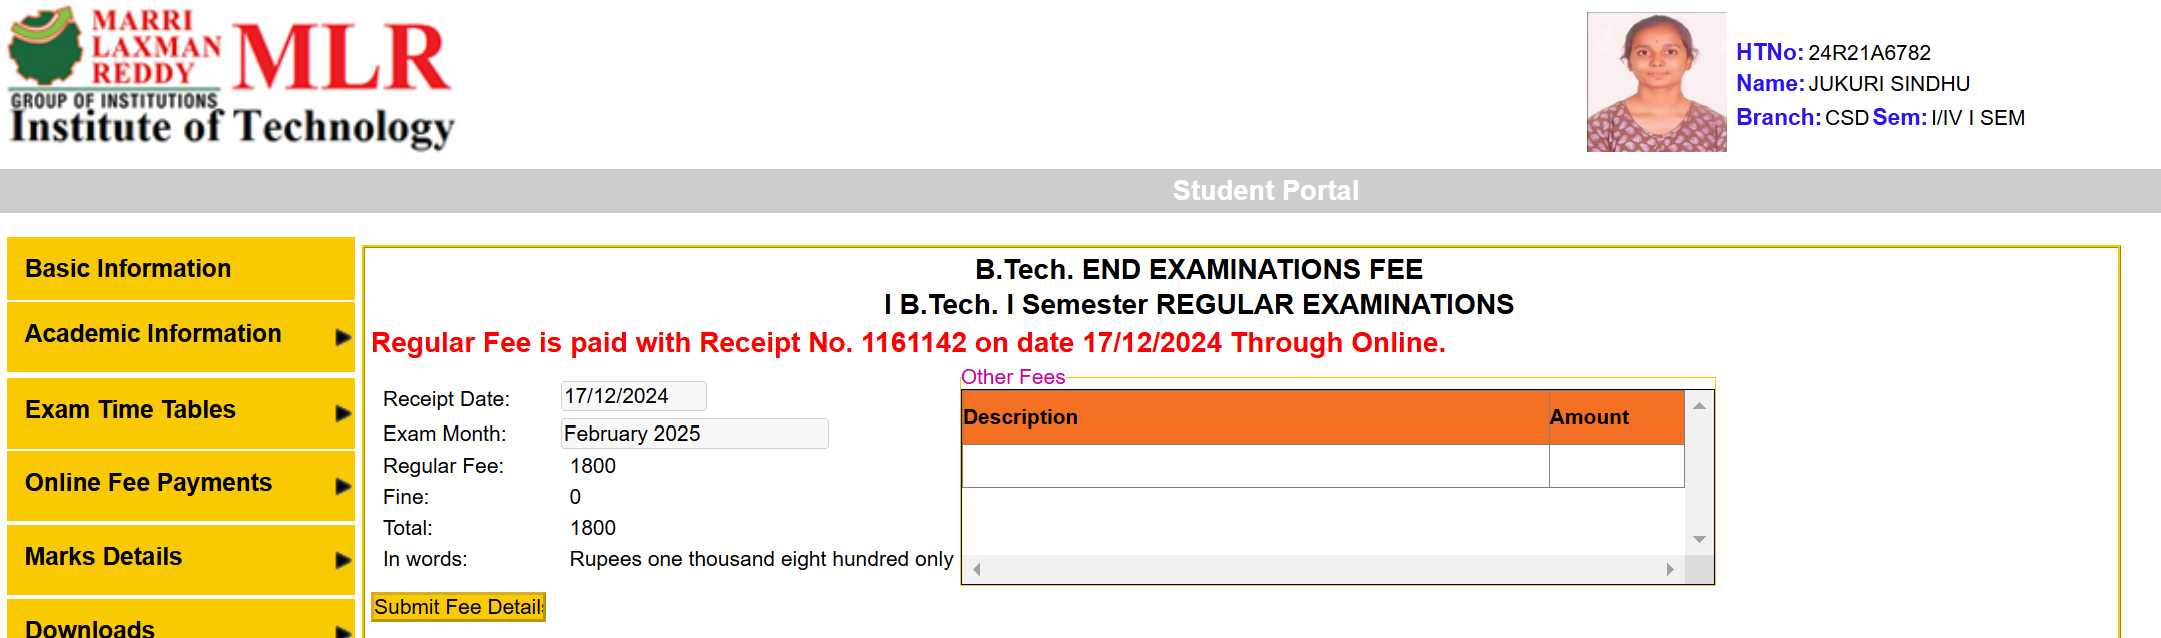 MARRI
LAXMAN
REDDY
GROUP OF INSTITUTIONS
MLR
Institute of Technology
HTNo: 24R21A6782
Name: JUKURI SINDHU
Branch: CSD Sem: I/IV I SEM
Student Portal
Basic Information
Academic Information
Exam Time Tables
Online Fee Payments
Marks Details
Downloads
B.Tech. END EXAMINATIONS FEE
I B.Tech. I Semester REGULAR EXAMINATIONS
Regular Fee is paid with Receipt No. 1161142 on date 17/12/2024 Through Online.
Receipt Date: 17/12/2024
Exam Month: February 2025
Regular Fee: 1800
Fine: 0
Total: 1800
In words: Rupees one thousand eight hundred only
Other Fees
Description Amount
Submit Fee Detail